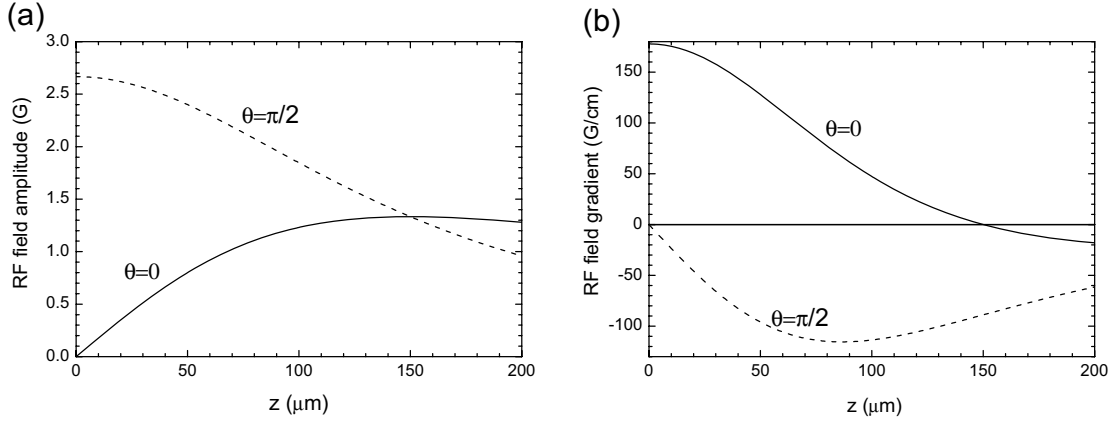 (a)
3.0
2.5
2.0
1.5
1.0
0.5
0.0
RF field amplitude (G)
θ=π/2
θ=0
0 50 100 150 200
z (μm)
(b)
150
100
50
0
-50
-100
RF field gradient (G/cm)
θ=0
θ=π/2
0 50 100 150 200
z (μm)